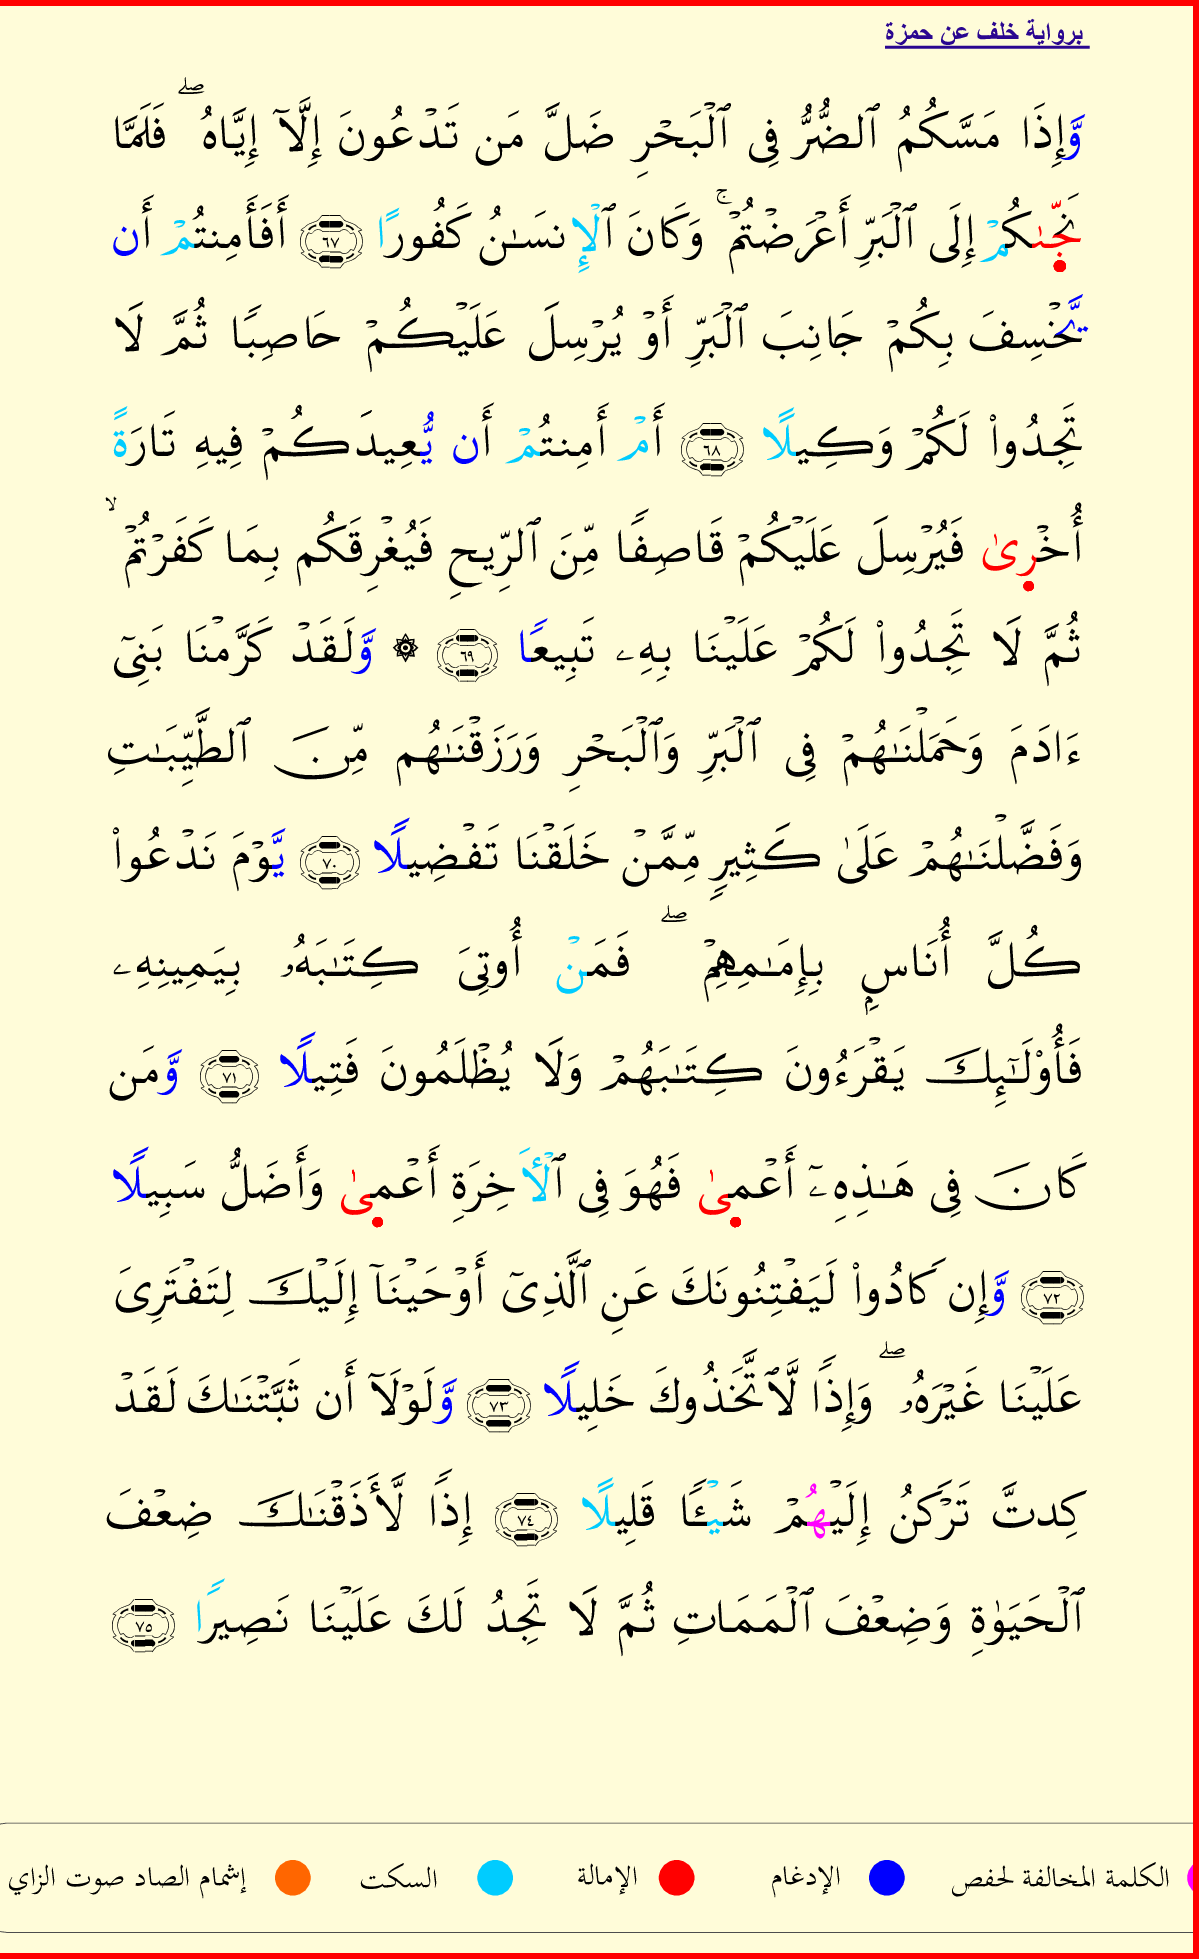 برواية خلف عن حمزة
وَّإِذَا مَسَّكُمُ ٱلضُّرُّ فِى ٱلْبَحْرِ ضَلَّ مَن تَدْعُونَ إِلَّآ إِيَّاهُ ۖ فَلَمَّا
نَجَّىٰكُمْ إِلَى ٱلْبَرِّ أَعْرَضْتُمْ ۚ وَكَانَ ٱلْإِنسَـٰنُ كَفُورًا ٦٧ أَفَأَمِنتُمْ أَن
يَّخْسِفَ بِكُمْ جَانِبَ ٱلْبَرِّ أَوْ يُرْسِلَ عَلَيْكُمْ حَاصِبًا ثُمَّ لَا
تَجِدُوا۟ لَكُمْ وَكِيلًا ٦٨ أَمْ أَمِنتُمْ أَن يُّعِيدَكُمْ فِيهِ تَارَةً
أُخْرِىٰ فَيُرْسِلَ عَلَيْكُمْ قَاصِفًا مِّنَ ٱلرِّيحِ فَيُغْرِقَكُم بِمَا كَفَرْتُمْ ۙ
ثُمَّ لَا تَجِدُوا۟ لَكُمْ عَلَيْنَا بِهِۦ تَبِيعًا ٦٩ ۞ وَّلَقَدْ كَرَّمْنَا بَنِىٓ
ءَادَمَ وَحَمَلْنَـٰهُمْ فِى ٱلْبَرِّ وَٱلْبَحْرِ وَرَزَقْنَـٰهُم مِّنَ ٱلطَّيِّبَـٰتِ
وَفَضَّلْنَـٰهُمْ عَلَىٰ كَثِيرٍ مِّمَّنْ خَلَقْنَا تَفْضِيلًا ٧٠ يَّوْمَ نَدْعُوا۟
كُلَّ أُنَاسٍ بِإِمَـٰمِهِمْ ۖ فَمَنْ أُوتِىَ كِتَـٰبَهُۥ بِيَمِينِهِۦ
فَأُو۟لَـٰٓئِكَ يَقْرَءُونَ كِتَـٰبَهُمْ وَلَا يُظْلَمُونَ فَتِيلًا ٧١ وَّمَن
كَانَ فِى هَـٰذِهِۦٓ أَعْمِىٰ فَهُوَ فِى ٱلْأَخِرَةِ أَعْمِىٰ وَأَضَلُّ سَبِيلًا
٧٢ وَّإِن كَادُوا۟ لَيَفْتِنُونَكَ عَنِ ٱلَّذِىٓ أَوْحَيْنَآ إِلَيْكَ لِتَفْتَرِىَ
عَلَيْنَا غَيْرَهُۥ ۖ وَإِذًا لَّٱتَّخَذُوكَ خَلِيلًا ٧٣ وَّلَوْلَآ أَن ثَبَّتْنَـٰكَ لَقَدْ
كِدتَّ تَرْكَنُ إِلَيْهُمْ شَيْـًٔا قَلِيلًا ٧٤ إِذًا لَّأَذَقْنَـٰكَ ضِعْفَ
ٱلْحَيَوٰةِ وَضِعْفَ ٱلْمَمَاتِ ثُمَّ لَا تَجِدُ لَكَ عَلَيْنَا نَصِيرًا ٧٥
الكلمة المخالفة لحفص الإدغام الإمالة السكت إشمام الصاد صوت الزاي